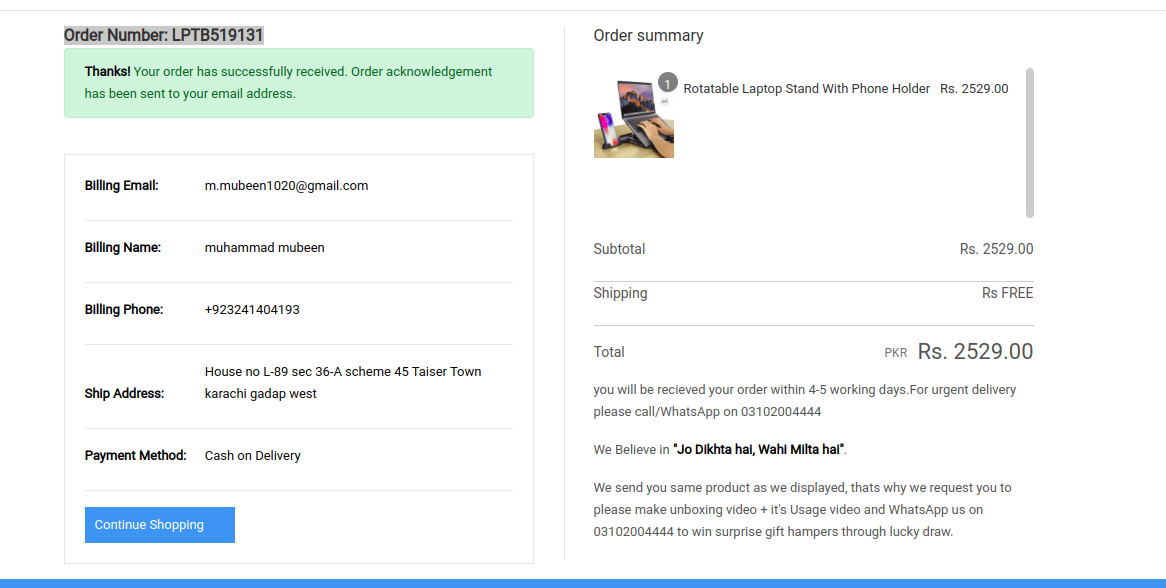 Order Number: LPTB519131
Thanks! Your order has successfully received. Order acknowledgement
has been sent to your email address.
Billing Email: m.mubeen1020@gmail.com
Billing Name: muhammad mubeen
Billing Phone: +923241404193
Ship Address: House no L-89 sec 36-A scheme 45 Taiser Town
karachi gadap west
Payment Method: Cash on Delivery
Continue Shopping
Order summary
1
Rotatable Laptop Stand With Phone Holder Rs. 2529.00
Subtotal Rs. 2529.00
Shipping Rs FREE
Total PKR Rs. 2529.00
you will be recieved your order within 4-5 working days.For urgent delivery
please call/WhatsApp on 03102004444
We Believe in "Jo Dikhta hai, Wahi Milta hai".
We send you same product as we displayed, thats why we request you to
please make unboxing video + it's Usage video and WhatsApp us on
03102004444 to win surprise gift hampers through lucky draw.